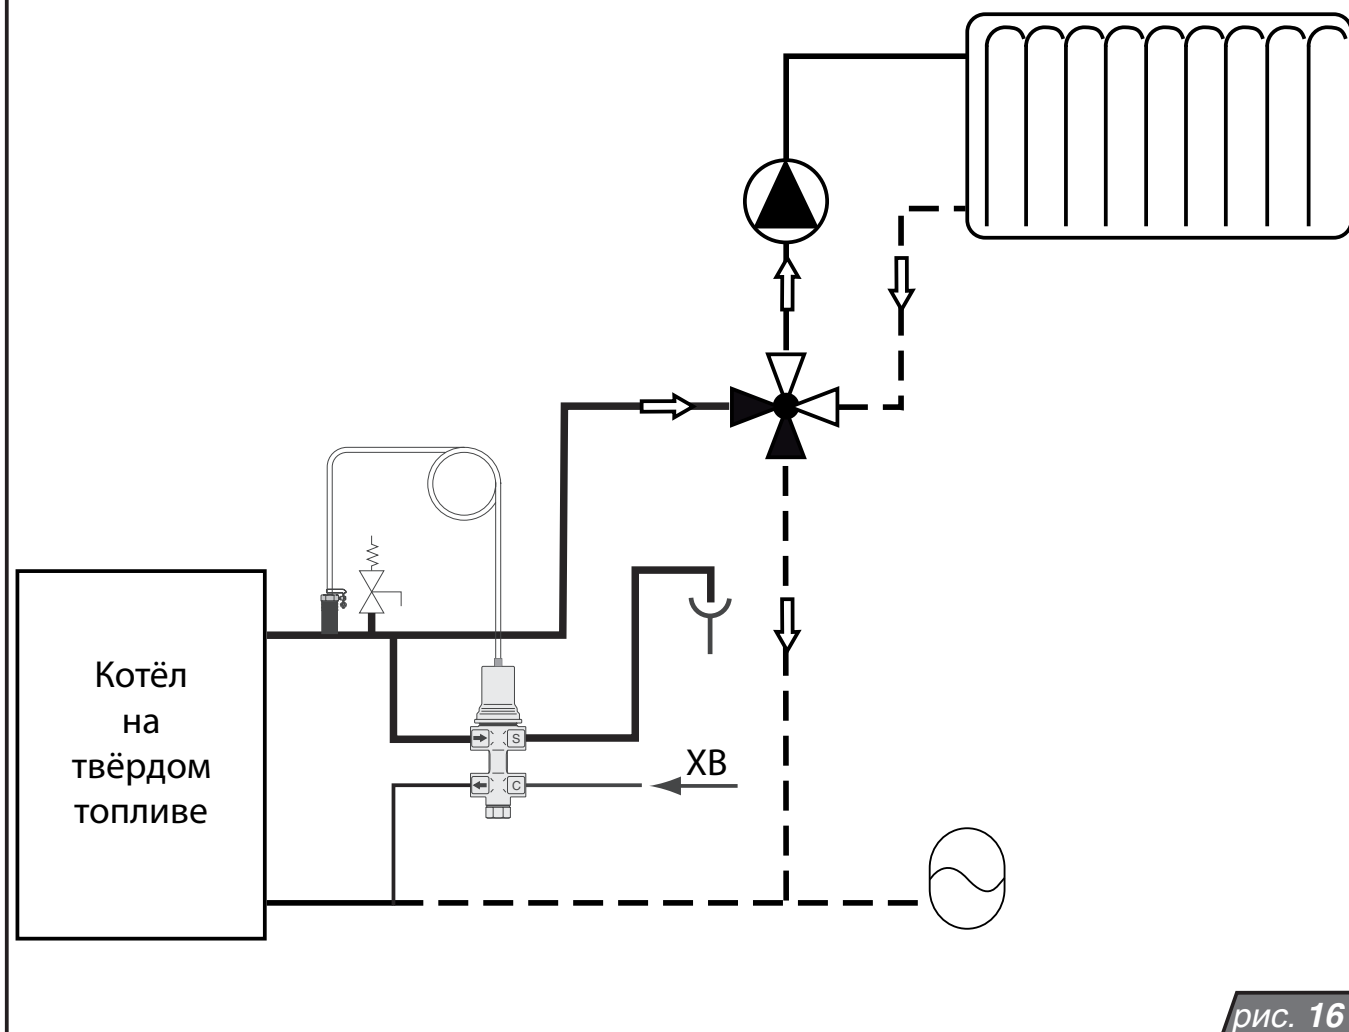 Котёл
на
твёрдом
топливе
S
ХВ
C
рис. 16